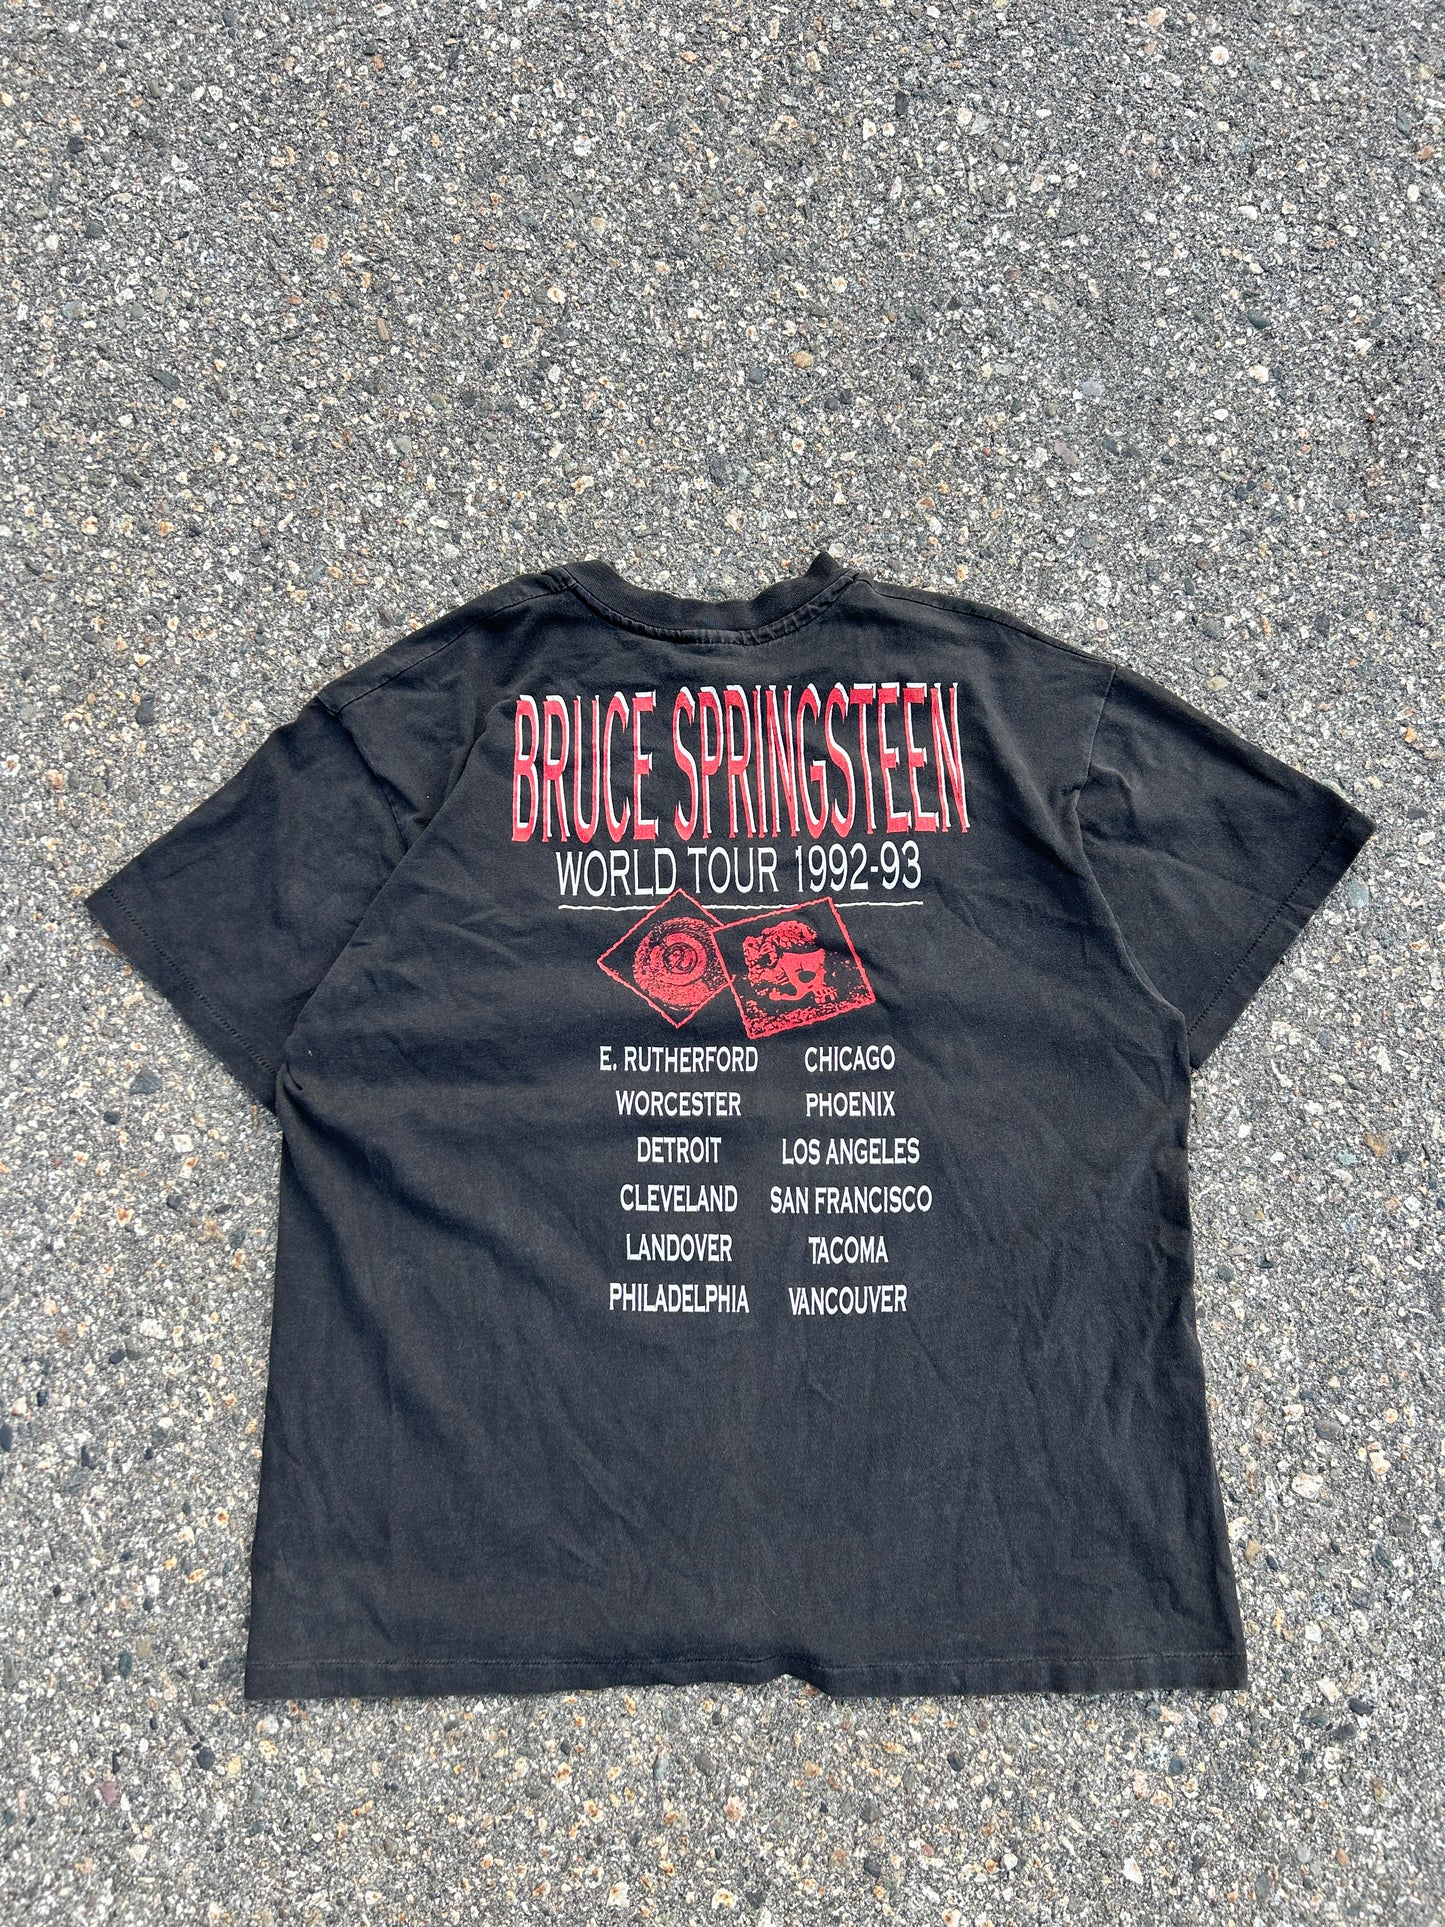 BRUCE SPRINGSTEEN
WORLD TOUR 1992-93
E. RUTHERFORD CHICAGO
WORCESTER PHOENIX
DETROIT LOS ANGELES
CLEVELAND SAN FRANCISCO
LANDOVER TACOMA
PHILADELPHIA VANCOUVER